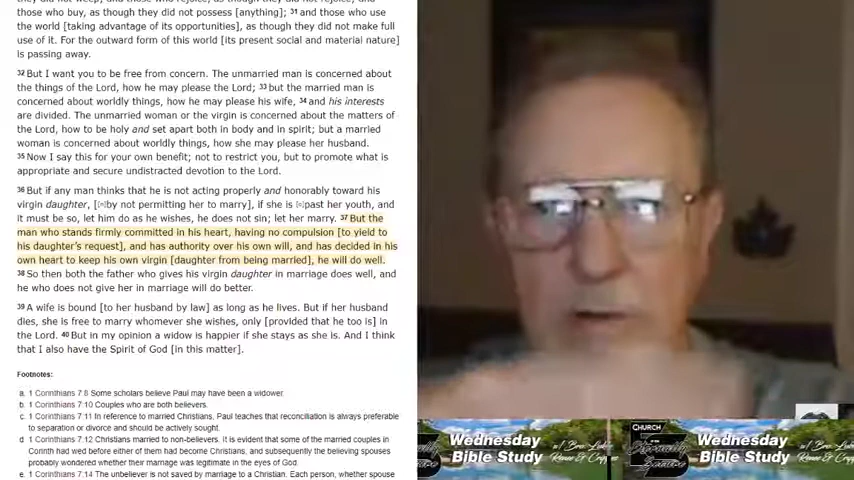 they did not weep; and those who rejoice, as though they did not rejoice; and
those who buy, as though they did not possess [anything]; 31 and those who use
the world [taking advantage of its opportunities], as though they did not make full
use of it. For the outward form of this world [its present social and material nature]
is passing away.
32 But I want you to be free from concern. The unmarried man is concerned about
the things of the Lord, how he may please the Lord; 33 but the married man is
concerned about worldly things, how he may please his wife, 34 and his interests
are divided. The unmarried woman or the virgin is concerned about the matters of
the Lord, how to be holy and set apart both in body and in spirit; but a married
woman is concerned about worldly things, how she may please her husband.
35 Now I say this for your own benefit; not to restrict you, but to promote what is
appropriate and secure undistracted devotion to the Lord.
36 But if any man thinks that he is not acting properly and honorably toward his
virgin daughter, [by not permitting her to marry], if she is past her youth, and
it must be so, let him do as he wishes, he does not sin; let her marry. 37 But the
man who stands firmly committed in his heart, having no compulsion [to yield to
his daughter's request], and has authority over his own will, and has decided in his
own heart to keep his own virgin [daughter from being married], he will do well.
38 So then both the father who gives his virgin daughter in marriage does well, and
he who does not give her in marriage will do better.
39 A wife is bound [to her husband by law] as long as he lives. But if her husband
dies, she is free to marry whomever she wishes, only [provided that he too is] in
the Lord. 40 But in my opinion a widow is happier if she stays as she is. And I think
that I also have the Spirit of God [in this matter].
Footnotes:
a. 1 Corinthians 7:8 Some scholars believe Paul may have been a widower.
b. 1 Corinthians 7:10 Couples who are both believers.
c. 1 Corinthians 7:11 In reference to married Christians, Paul teaches that reconciliation is always preferable
to separation or divorce and should be actively sought.
d. 1 Corinthians 7:12 Christians married to non-believers. It is evident that some of the married couples in
Corinth had wed before either of them had become Christians, and subsequently the believing spouses
probably wondered whether their marriage was legitimate in the eyes of God.
e. 1 Corinthians 7:14 The unbeliever is not saved by marriage to a Christian. Each person, whether spouse
Wednesday
Bible Study
CHURCH
Eternally
Secure
Wednesday
Bible Study